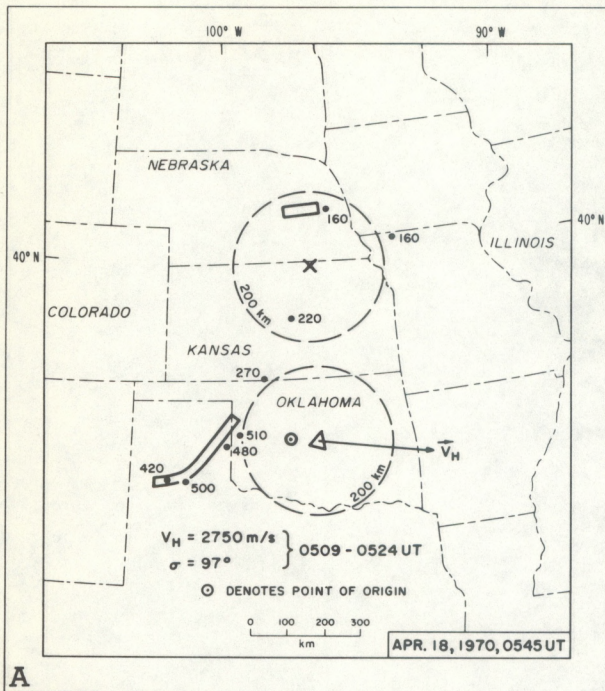 100° W
90° W
NEBRASKA
160
160
40° N
40° N
ILLINOIS
200 km
220
COLORADO
KANSAS
270
OKLAHOMA
510
480
V_H
420
500
200 km
V_H = 2750 m/s
σ = 97°
0509 - 0524 UT
⊙ DENOTES POINT OF ORIGIN
0 100 200 300
km
APR. 18, 1970, 0545 UT
A